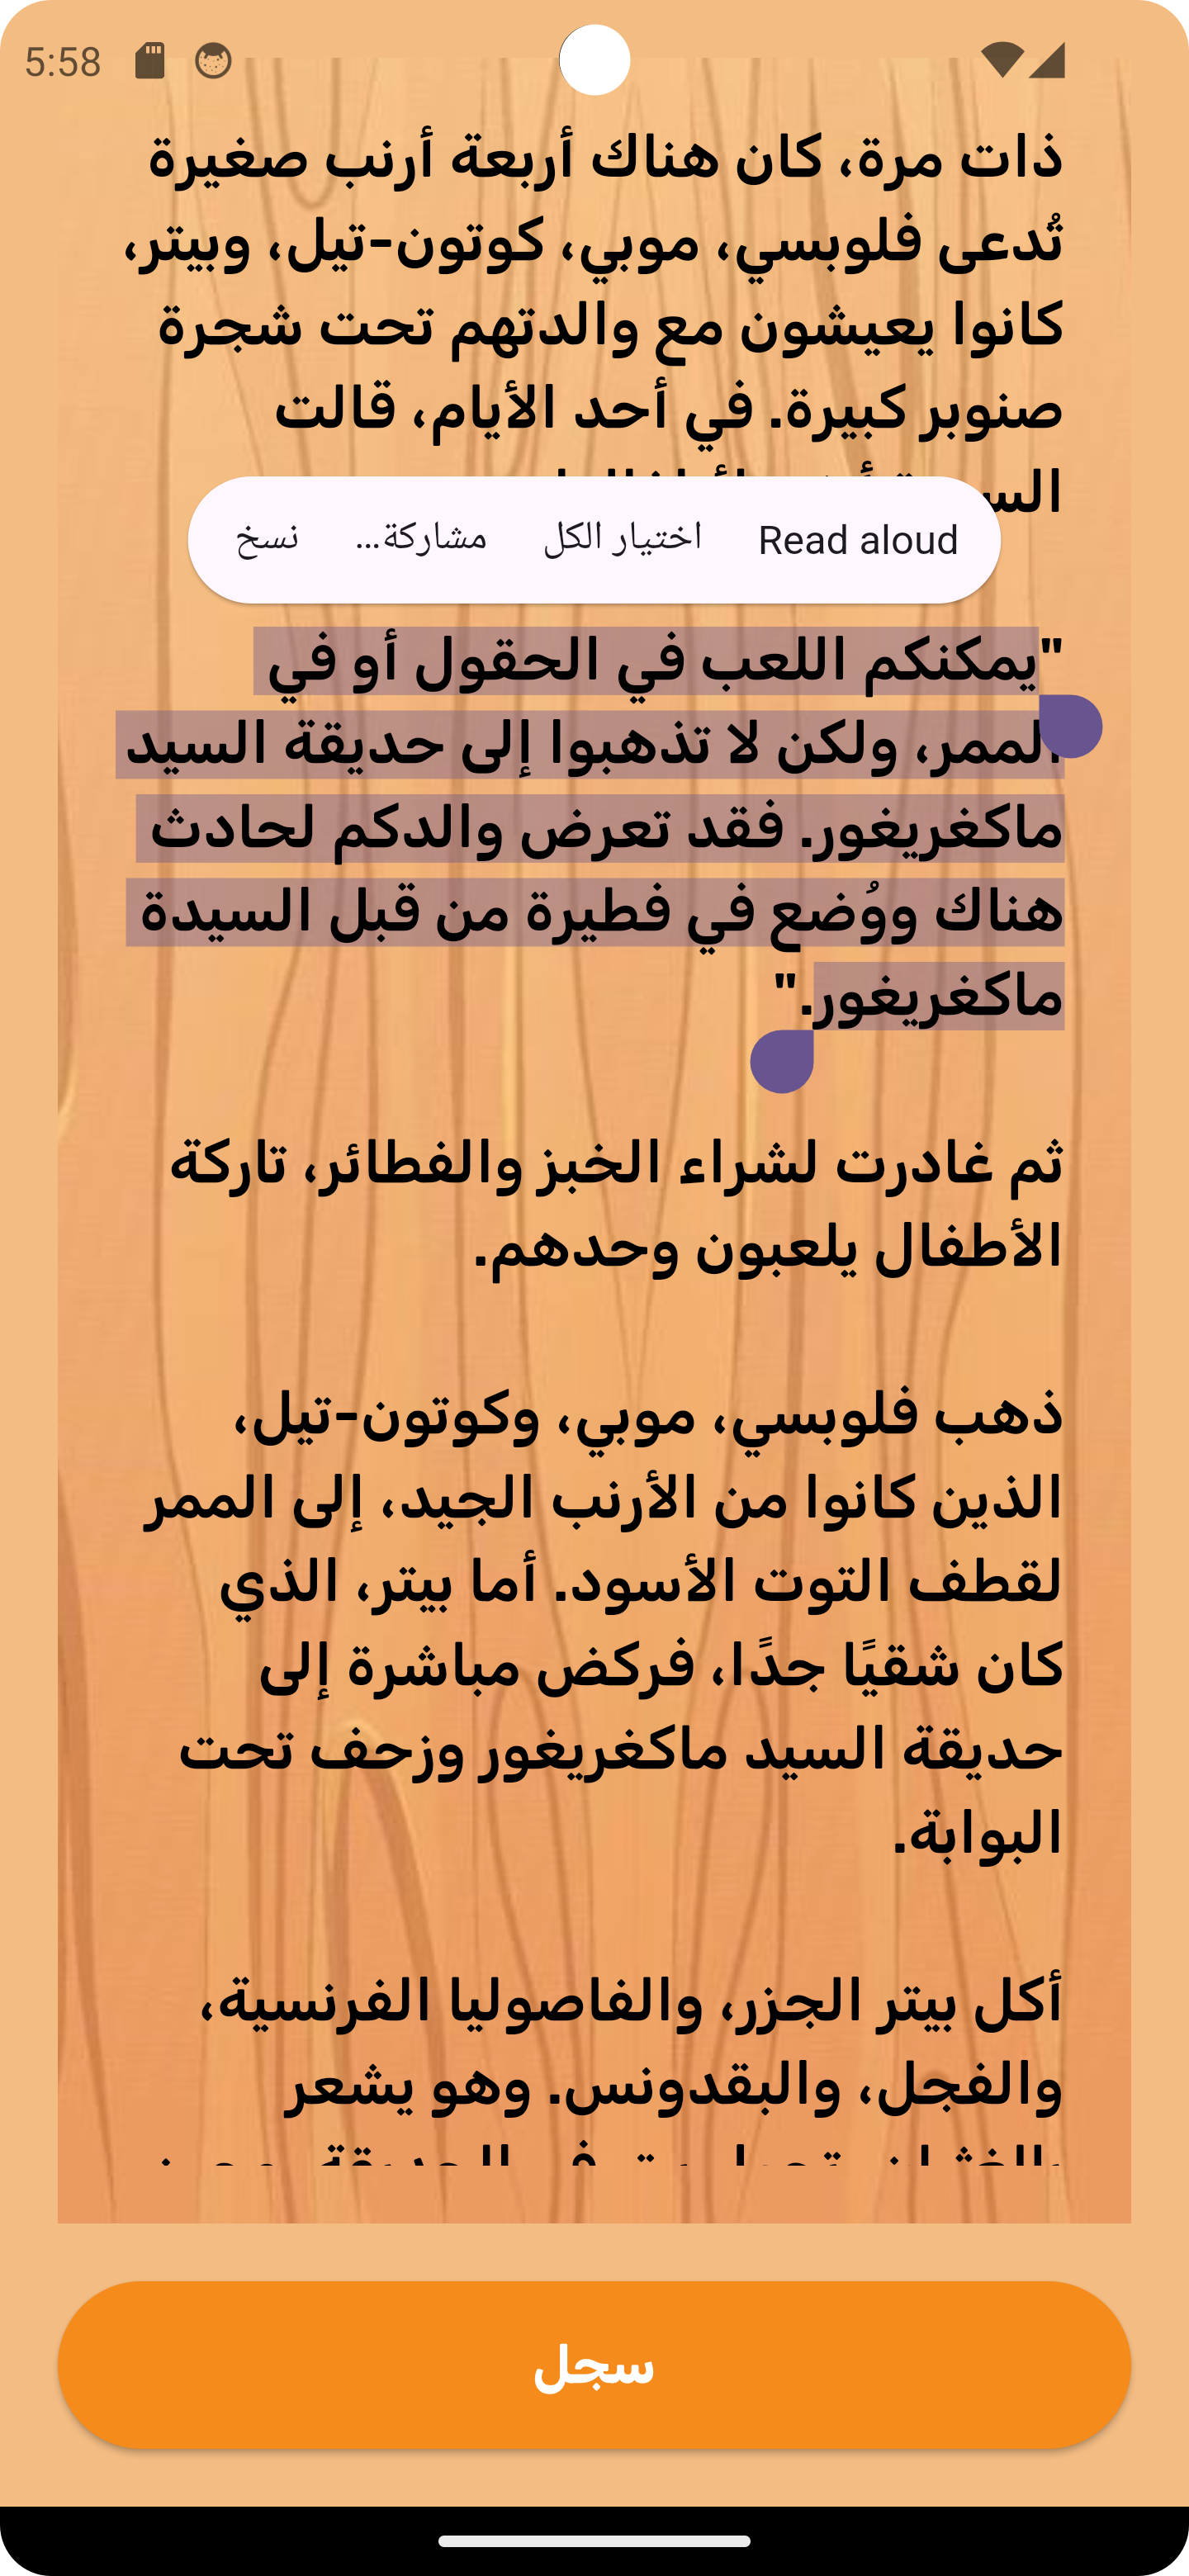 5:58
ذات مرة، كان هناك أربعة أرنب صغيرة
تُدعى فلوبسي، موبي، كوتون-تيل، وبيتر،
كانوا يعيشون مع والدتهم تحت شجرة
صنوبر كبيرة. في أحد الأيام، قالت
Read aloud اختيار الكل مشاركة... نسخ
"يمكنكم اللعب في الحقول أو في
الممر، ولكن لا تذهبوا إلى حديقة السيد
ماكغريغور. فقد تعرض والدكم لحادث
هناك ووُضع في فطيرة من قبل السيدة
ماكغريغور."
ثم غادرت لشراء الخبز والفطائر، تاركة
الأطفال يلعبون وحدهم.
ذهب فلوبسي، موبي، وكوتون-تيل،
الذين كانوا من الأرنب الجيد، إلى الممر
لقطف التوت الأسود. أما بيتر، الذي
كان شقيًا جدًا، فركض مباشرة إلى
حديقة السيد ماكغريغور وزحف تحت
البوابة.
أكل بيتر الجزر، والفاصوليا الفرنسية،
والفجل، والبقدونس. وهو يشعر
سجل